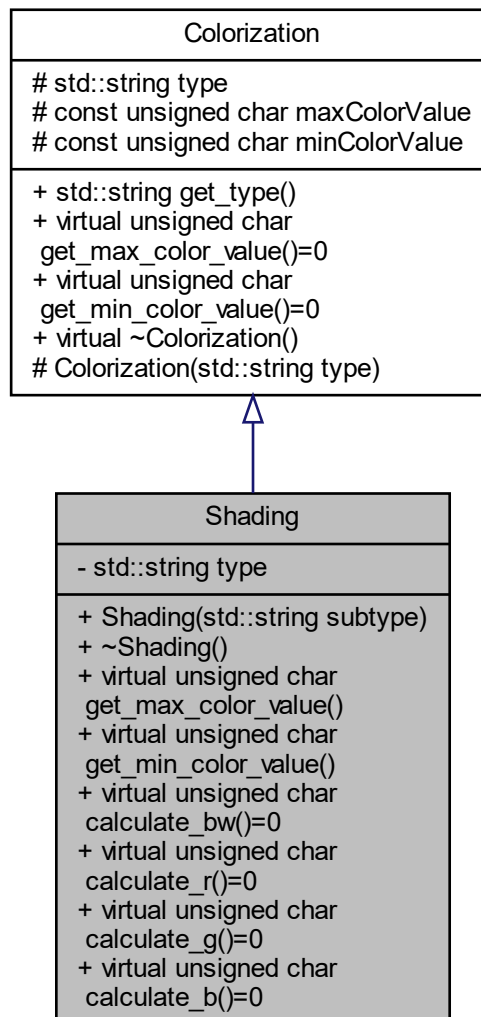 Colorization
# std::string type
# const unsigned char maxColorValue
# const unsigned char minColorValue
+ std::string get_type()
+ virtual unsigned char
get_max_color_value()=0
+ virtual unsigned char
get_min_color_value()=0
+ virtual ~Colorization()
# Colorization(std::string type)
Shading
- std::string type
+ Shading(std::string subtype)
+ ~Shading()
+ virtual unsigned char
get_max_color_value()
+ virtual unsigned char
get_min_color_value()
+ virtual unsigned char
calculate_bw()=0
+ virtual unsigned char
calculate_r()=0
+ virtual unsigned char
calculate_g()=0
+ virtual unsigned char
calculate_b()=0